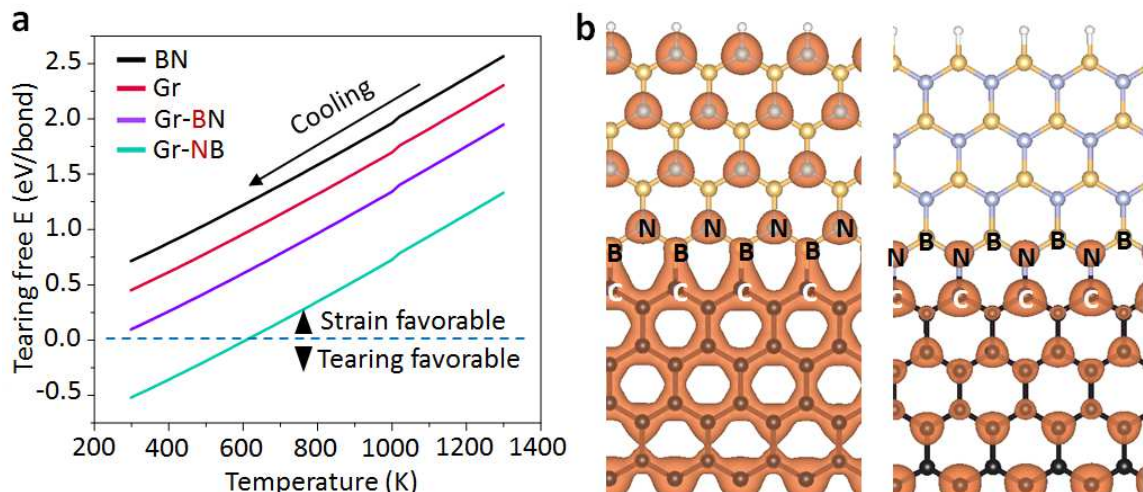 a
b
Tearing free E (eV/bond)
2.5
2.0
1.5
1.0
0.5
0.0
-0.5
BN
Gr
Gr-BN
Gr-NB
Cooling
Strain favorable
Tearing favorable
200 400 600 800 1000 1200 1400
Temperature (K)
N N N N
B B B B
C C C C
B B B B
N N N N
C C C C